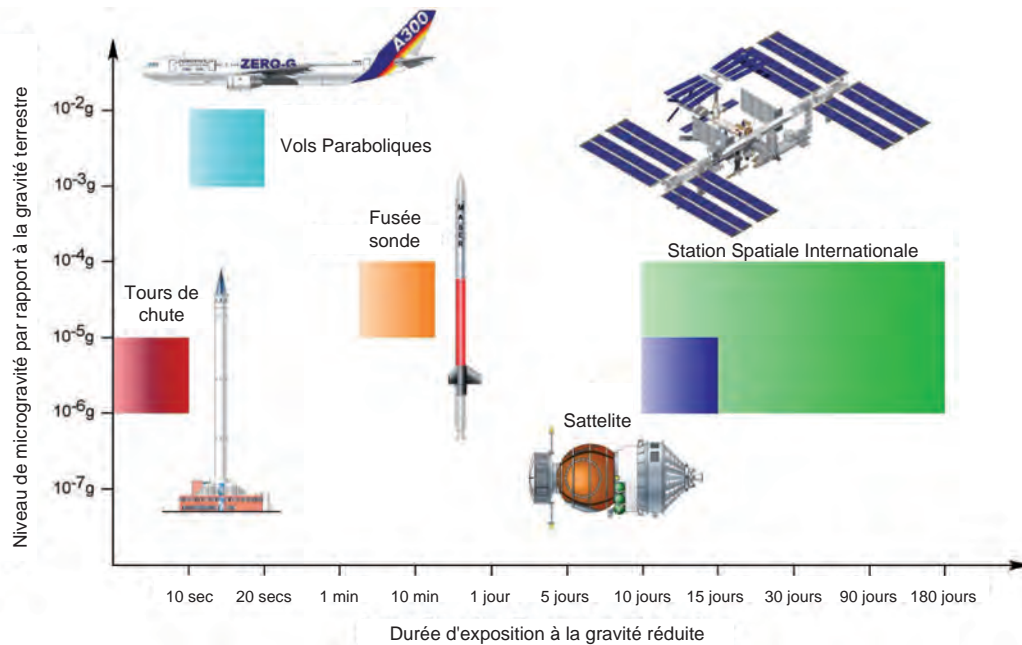 Niveau de microgravité par rapport à la gravité terrestre
A300
ZERO-G
10-2g
Vols Paraboliques
10-3g
Fusée
sonde
MASER
10-4g
Station Spatiale Internationale
Tours de
chute
10-5g
10-6g
Sattelite
10-7g
10 sec
20 secs
1 min
10 min
1 jour
5 jours
10 jours
15 jours
30 jours
90 jours
180 jours
Durée d'exposition à la gravité réduite